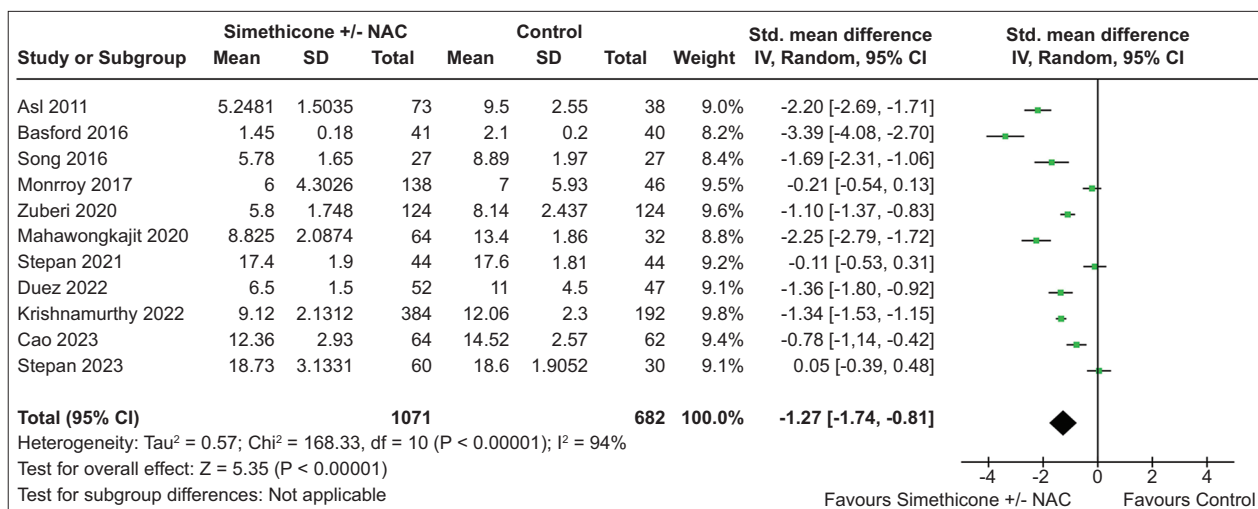 Simethicone +/- NAC Control Std. mean difference Std. mean difference
Study or Subgroup Mean SD Total Mean SD Total Weight IV, Random, 95% CI IV, Random, 95% CI
Asl 2011 5.2481 1.5035 73 9.5 2.55 38 9.0% -2.20 [-2.69, -1.71]
Basford 2016 1.45 0.18 41 2.1 0.2 40 8.2% -3.39 [-4.08, -2.70]
Song 2016 5.78 1.65 27 8.89 1.97 27 8.4% -1.69 [-2.31, -1.06]
Monrroy 2017 6 4.3026 138 7 5.93 46 9.5% -0.21 [-0.54, 0.13]
Zuberi 2020 5.8 1.748 124 8.14 2.437 124 9.6% -1.10 [-1.37, -0.83]
Mahawongkajit 2020 8.825 2.0874 64 13.4 1.86 32 8.8% -2.25 [-2.79, -1.72]
Stepan 2021 17.4 1.9 44 17.6 1.81 44 9.2% -0.11 [-0.53, 0.31]
Duez 2022 6.5 1.5 52 11 4.5 47 9.1% -1.36 [-1.80, -0.92]
Krishnamurthy 2022 9.12 2.1312 384 12.06 2.3 192 9.8% -1.34 [-1.53, -1.15]
Cao 2023 12.36 2.93 64 14.52 2.57 62 9.4% -0.78 [-1,14, -0.42]
Stepan 2023 18.73 3.1331 60 18.6 1.9052 30 9.1% 0.05 [-0.39, 0.48]
Total (95% CI) 1071 682 100.0% -1.27 [-1.74, -0.81]
Heterogeneity: Tau² = 0.57; Chi² = 168.33, df = 10 (P < 0.00001); I² = 94%
Test for overall effect: Z = 5.35 (P < 0.00001)
Test for subgroup differences: Not applicable
-4 -2 0 2 4
Favours Simethicone +/- NAC Favours Control